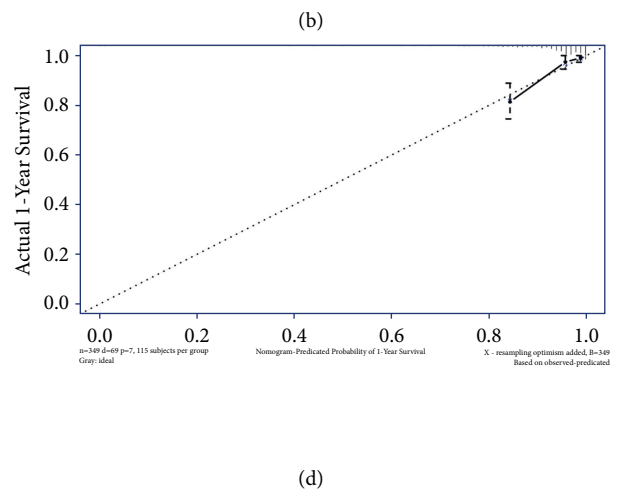 (b)
1.0
0.8
0.6
0.4
0.2
0.0
Actual 1-Year Survival
0.0 0.2 0.4 0.6 0.8 1.0
n=349 d=69 p=7, 115 subjects per group
Gray: ideal
Nomogram-Predicated Probability of 1-Year Survival
X - resampling optimism added, B=349
Based on observed-predicated
(d)